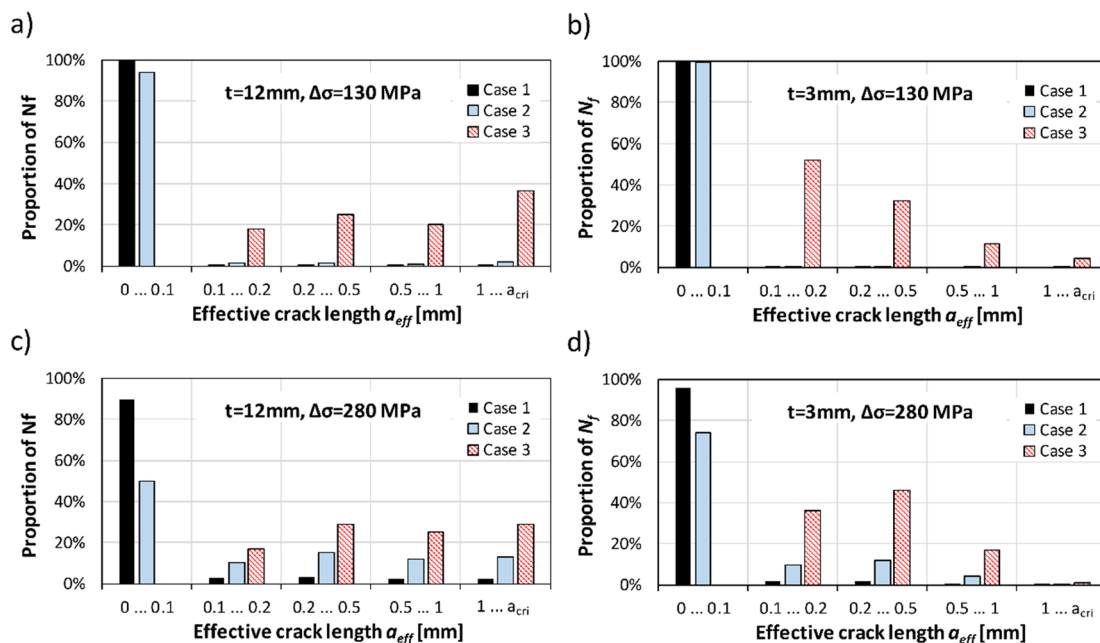 a)
Proportion of Nf
100%
80%
60%
40%
20%
0%
t=12mm, Δσ=130 MPa
Case 1
Case 2
Case 3
0 ... 0.1
0.1 ... 0.2
0.2 ... 0.5
0.5 ... 1
1 ... acri
Effective crack length aeff [mm]
b)
Proportion of Nf
100%
80%
60%
40%
20%
0%
t=3mm, Δσ=130 MPa
Case 1
Case 2
Case 3
0 ... 0.1
0.1 ... 0.2
0.2 ... 0.5
0.5 ... 1
1 ... acri
Effective crack length aeff [mm]
c)
Proportion of Nf
100%
80%
60%
40%
20%
0%
t=12mm, Δσ=280 MPa
Case 1
Case 2
Case 3
0 ... 0.1
0.1 ... 0.2
0.2 ... 0.5
0.5 ... 1
1 ... acri
Effective crack length aeff [mm]
d)
Proportion of Nf
100%
80%
60%
40%
20%
0%
t=3mm, Δσ=280 MPa
Case 1
Case 2
Case 3
0 ... 0.1
0.1 ... 0.2
0.2 ... 0.5
0.5 ... 1
1 ... acri
Effective crack length aeff [mm]